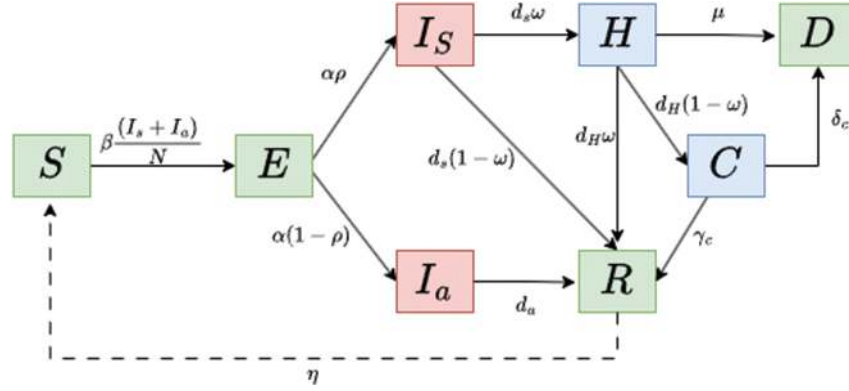 I_S
d_sω
H
μ
D
αρ
d_H(1 − ω)
β (I_s + I_a) / N
d_s(1 − ω)
d_Hω
δ_c
S
E
C
α(1 − ρ)
γ_c
I_a
d_a
R
η